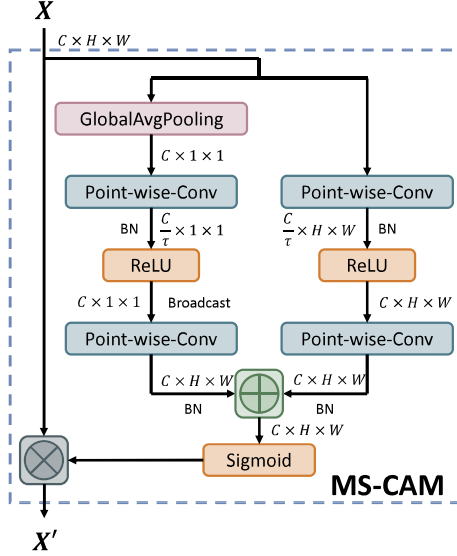 X
C × H × W
GlobalAvgPooling
C × 1 × 1
Point-wise-Conv Point-wise-Conv
BN C/τ × 1 × 1 C/τ × H × W BN
ReLU ReLU
C × 1 × 1 Broadcast C × H × W
Point-wise-Conv Point-wise-Conv
C × H × W C × H × W
BN BN
C × H × W
Sigmoid
MS-CAM
X′